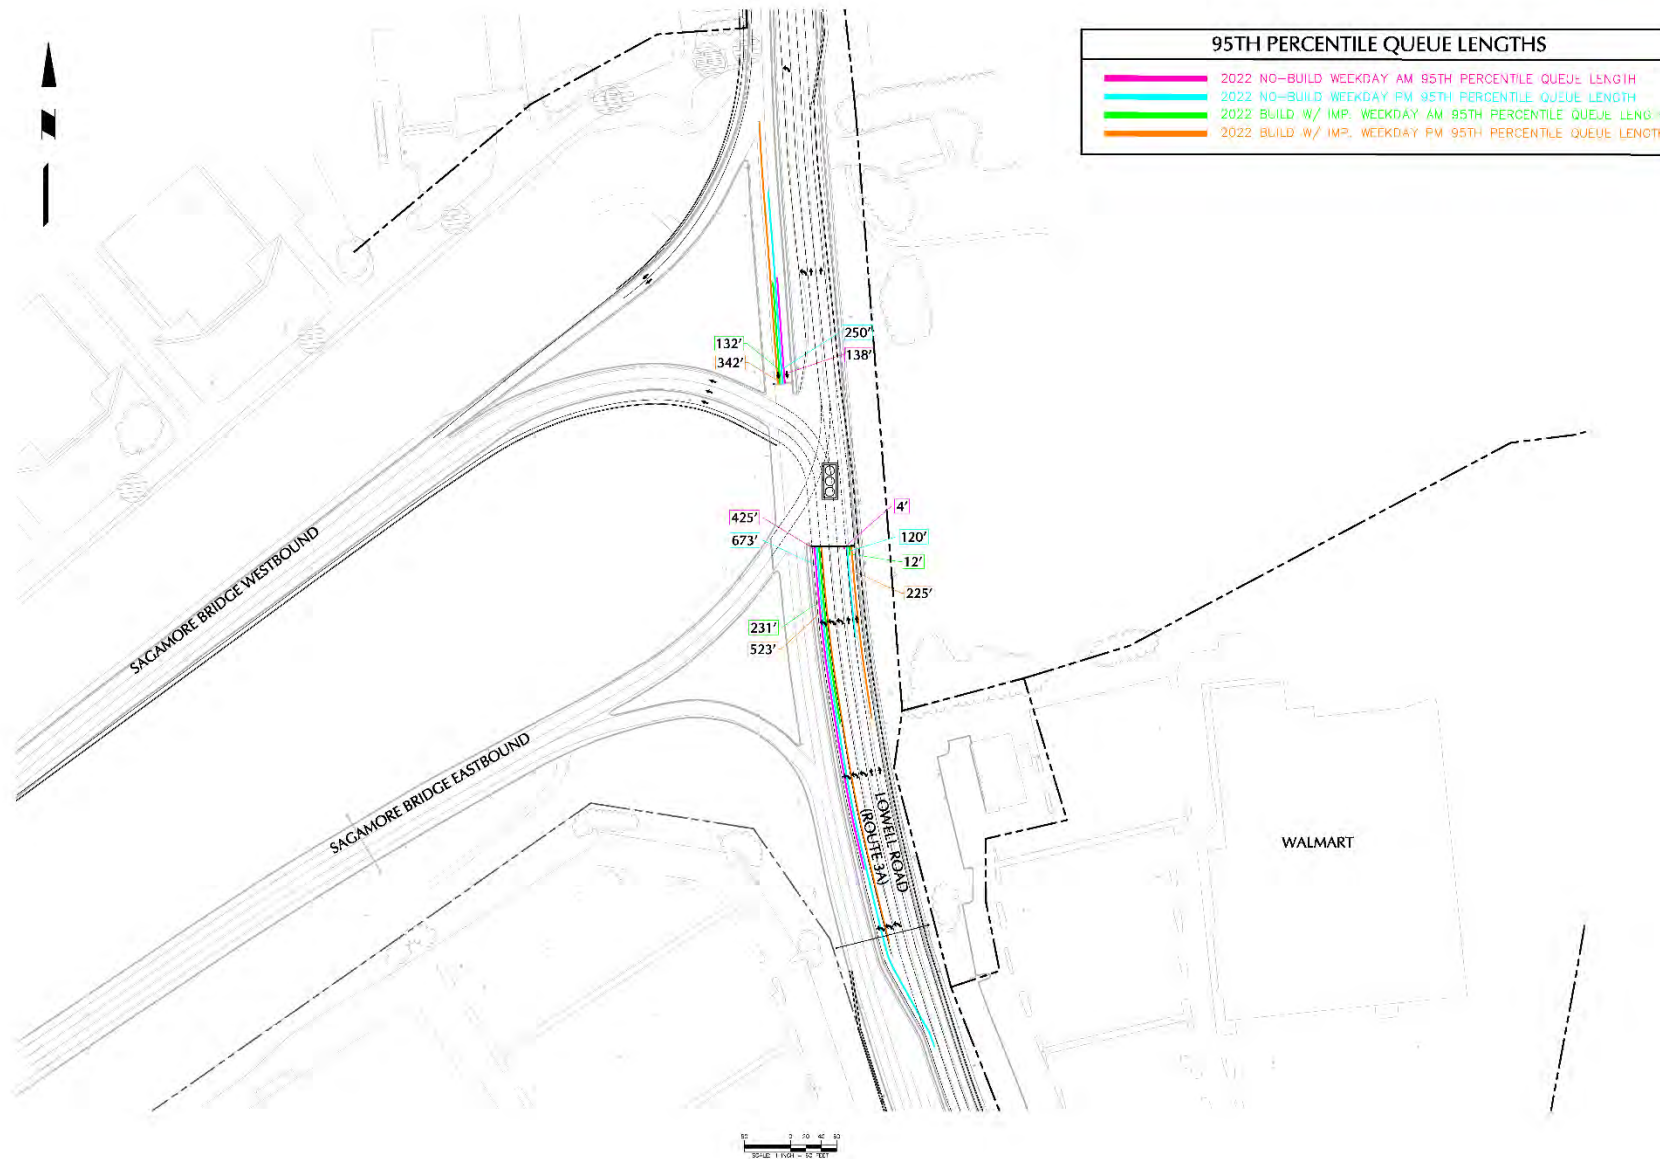 95TH PERCENTILE QUEUE LENGTHS
2022 NO-BUILD WEEKDAY AM 95TH PERCENTILE QUEUE LENGTH
2022 NO-BUILD WEEKDAY PM 95TH PERCENTILE QUEUE LENGTH
2022 BUILD W/ IMP. WEEKDAY AM 95TH PERCENTILE QUEUE LENG
2022 BUILD W/ IMP. WEEKDAY PM 95TH PERCENTILE QUEUE LENGTH
N
250'
132'
138'
342'
4'
425'
120'
673'
12'
225'
231'
523'
SAGAMORE BRIDGE WESTBOUND
SAGAMORE BRIDGE EASTBOUND
LOWELL ROAD
(ROUTE 3A)
WALMART
0 20 40